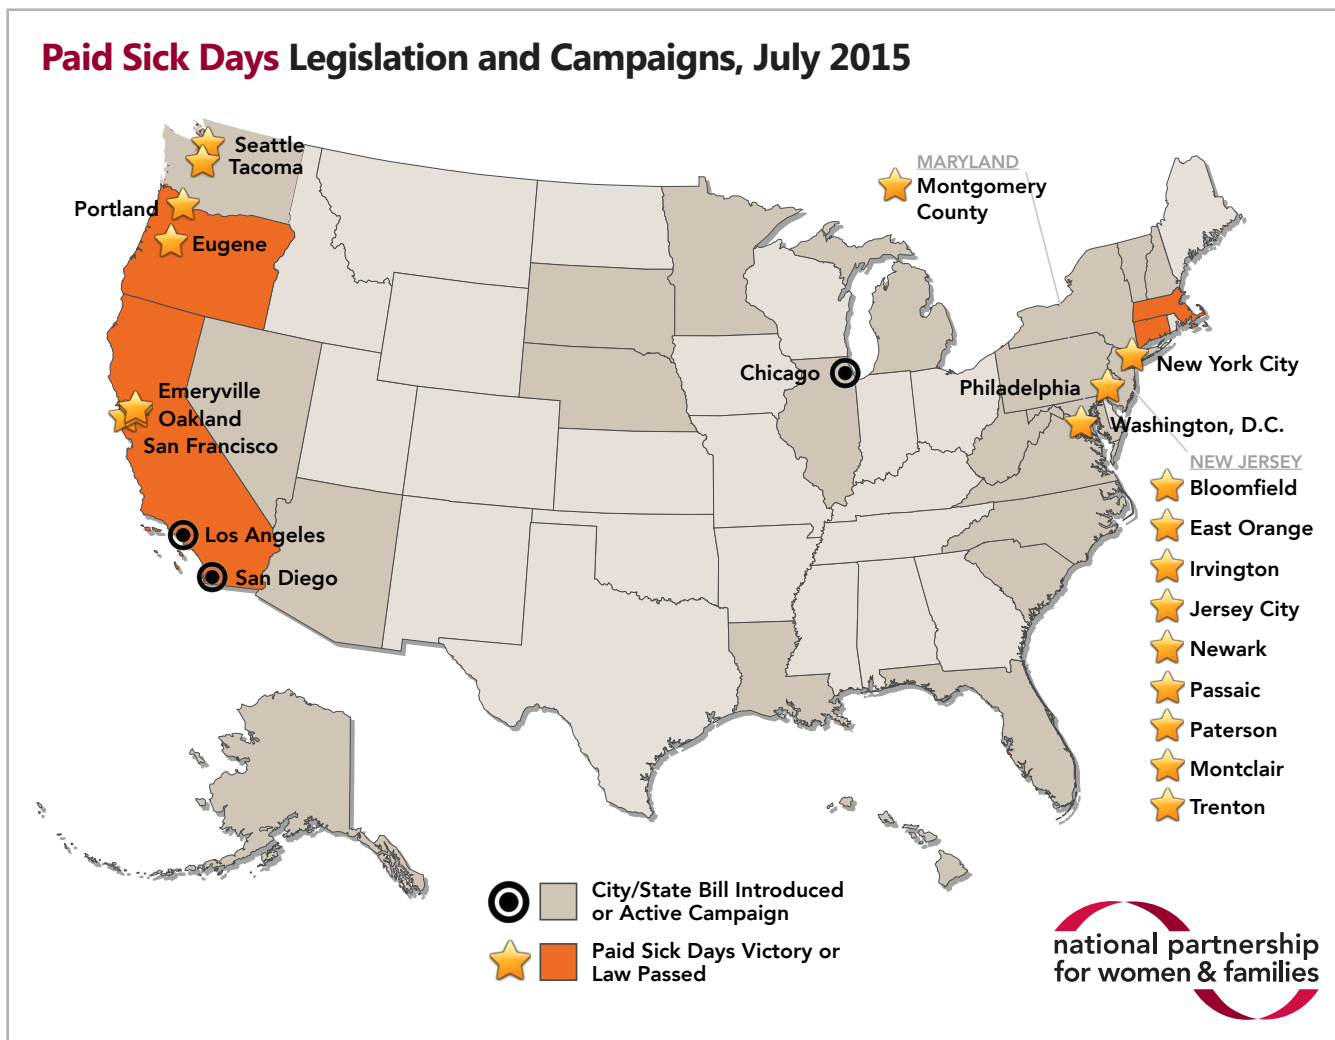 Paid Sick Days Legislation and Campaigns, July 2015
Seattle
Tacoma
Portland
Eugene
MARYLAND
Montgomery
County
Chicago
Emeryville
Oakland
San Francisco
Los Angeles
San Diego
New York City
Philadelphia
Washington, D.C.
NEW JERSEY
Bloomfield
East Orange
Irvington
Jersey City
Newark
Passaic
Paterson
Montclair
Trenton
City/State Bill Introduced
or Active Campaign
Paid Sick Days Victory or
Law Passed
national partnership
for women & families